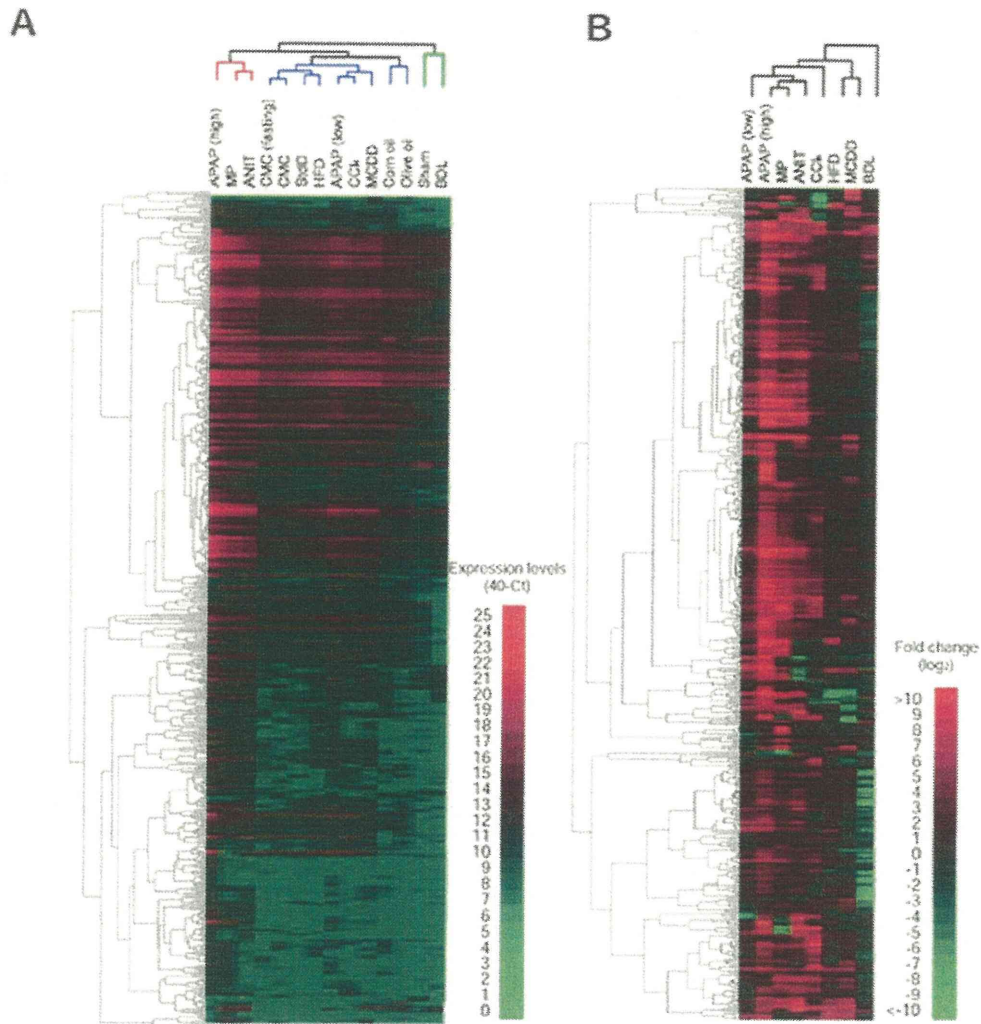 A
B
APAP (high)
MP
ANIT
CMC (fasting)
CMC
StdD
HFD
APAP (low)
CCl₄
MCDD
Corn oil
Olive oil
Sham
BDL
APAP (low)
APAP (high)
MP
ANIT
CCl₄
HFD
MCDD
BDL
Expression levels
(40-Ct)
25
24
23
22
21
20
19
18
17
16
15
14
13
12
11
10
9
8
7
6
5
4
3
2
1
0
Fold change
(log₂)
>10
9
8
7
6
5
4
3
2
1
0
-1
-2
-3
-4
-5
-6
-7
-8
-9
<-10